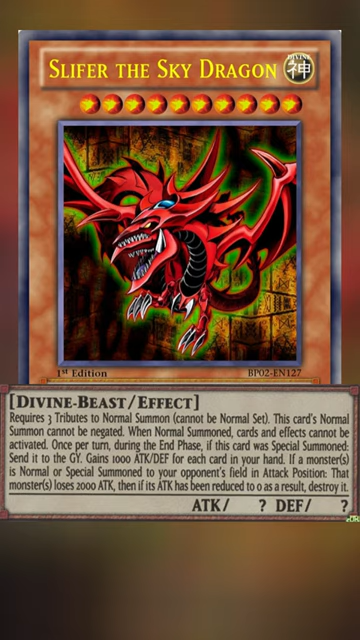 SLIFER THE SKY DRAGON
DIVINE
神
1st Edition
BP02-EN127
[DIVINE-BEAST/EFFECT]
Requires 3 Tributes to Normal Summon (cannot be Normal Set). This card's Normal
Summon cannot be negated. When Normal Summoned, cards and effects cannot be
activated. Once per turn, during the End Phase, if this card was Special Summoned:
Send it to the GY. Gains 1000 ATK/DEF for each card in your hand. If a monster(s)
is Normal or Special Summoned to your opponent's field in Attack Position: That
monster(s) loses 2000 ATK, then if its ATK has been reduced to 0 as a result, destroy it.
ATK/ ? DEF/ ?